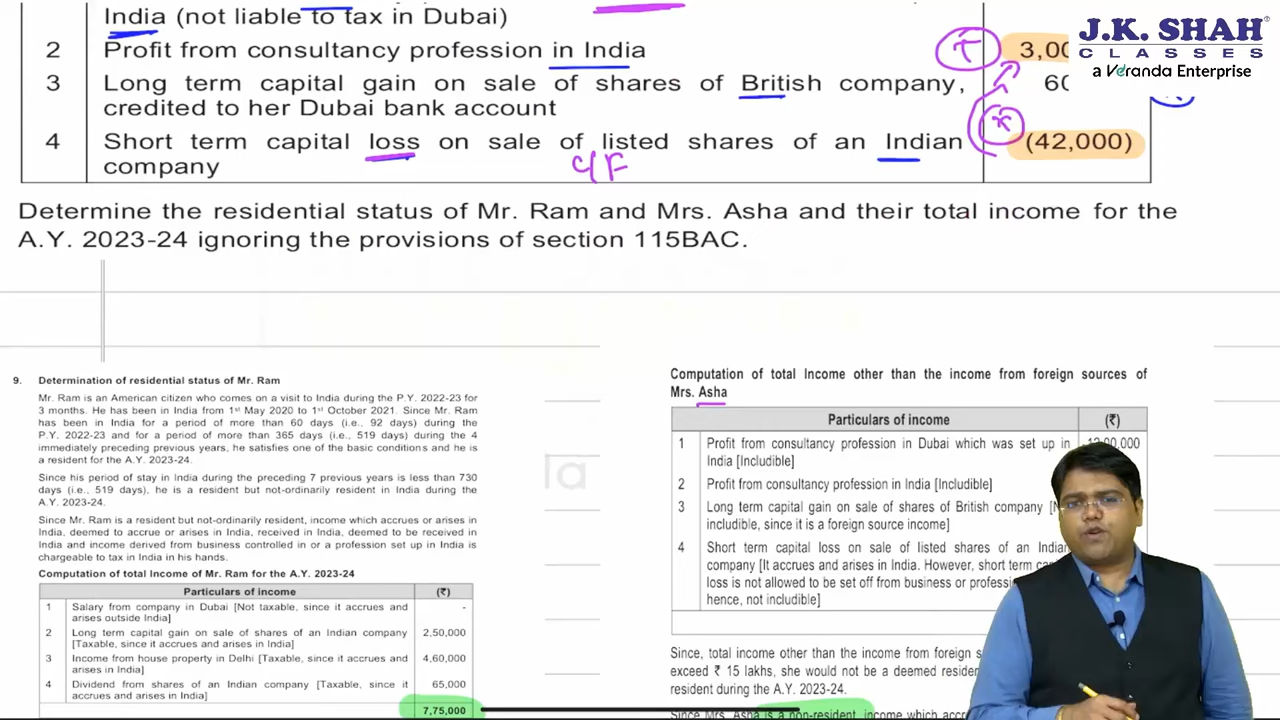 India (not liable to tax in Dubai)
J.K. SHAH
CLASSES
a Veranda Enterprise
2 Profit from consultancy profession in India 3,00
3 Long term capital gain on sale of shares of British company, 60
credited to her Dubai bank account
4 Short term capital loss on sale of listed shares of an Indian (42,000)
company
C/F
Determine the residential status of Mr. Ram and Mrs. Asha and their total income for the
A.Y. 2023-24 ignoring the provisions of section 115BAC.
9. Determination of residential status of Mr. Ram
Mr. Ram is an American citizen who comes on a visit to India during the P.Y. 2022-23 for
3 months. He has been in India from 1st May 2020 to 1st October 2021. Since Mr. Ram
has been in India for a period of more than 60 days (i.e., 92 days) during the
P.Y. 2022-23 and for a period of more than 365 days (i.e., 519 days) during the 4
immediately preceding previous years, he satisfies one of the basic conditions and he is
a resident for the A.Y. 2023-24.
Since his period of stay in India during the preceding 7 previous years is less than 730
days (i.e., 519 days), he is a resident but not-ordinarily resident in India during the
A.Y. 2023-24.
Since Mr. Ram is a resident but not-ordinarily resident, income which accrues or arises in
India, deemed to accrue or arises in India, received in India, deemed to be received in
India and income derived from business controlled in or a profession set up in India is
chargeable to tax in India in his hands.
Computation of total Income of Mr. Ram for the A.Y. 2023-24
Particulars of income (₹)
1 Salary from company in Dubai [Not taxable, since it accrues and -
arises outside India]
2 Long term capital gain on sale of shares of an Indian company 2,50,000
[Taxable, since it accrues and arises in India]
3 Income from house property in Delhi [Taxable, since it accrues and 4,60,000
arises in India]
4 Dividend from shares of an Indian company [Taxable, since it 65,000
accrues and arises in India]
7,75,000
Computation of total Income other than the income from foreign sources of
Mrs. Asha
Particulars of income (₹)
1 Profit from consultancy profession in Dubai which was set up in
India [Includible]
2 Profit from consultancy profession in India [Includible]
3 Long term capital gain on sale of shares of British company
includible, since it is a foreign source income]
4 Short term capital loss on sale of listed shares of an Indian
company [It accrues and arises in India. However, short term
loss is not allowed to be set off from business or
hence, not includible]
Since, total income other than the income from foreign
exceed ₹ 15 lakhs, she would not be a deemed
resident during the A.Y. 2023-24.
Since Mrs. Asha is a non-resident, income which